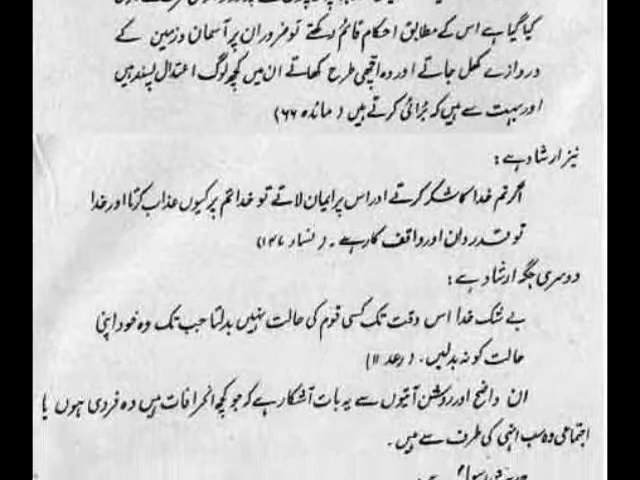 کیا گیا ہے اس کے مطابق احکام قائم رکھتے تو ضرور ان پر آسمان و زمین کے
دروازے کھل جاتے اور وہ اچھی طرح کھاتے ان میں کچھ لوگ اعتدال پسند ہیں
اور بہت سے ہیں کہ بُرائی کرتے ہیں (مائدہ ۶۶)
نیز ارشاد ہے :
اگر تم خدا کا شکر کرتے اور اس پر ایمان لاتے تو خدا تم پر کیوں عذاب کرتا اور خدا
تو قدردان اور واقف کار ہے ۔ (نساء ۱۴۷)
دوسری جگہ ارشاد ہے :
بے شک خدا اس وقت تک کسی قوم کی حالت نہیں بدلتا جب تک وہ خود اپنی
حالت کو نہ بدلیں ۔ (رعد ۱۱)
ان واضح اور روشن آیتوں سے یہ بات آشکار ہے کہ جو کچھ انحرافات ہیں وہ فردی ہوں یا
اجتماعی وہ سب انہی کی طرف سے ہیں ۔